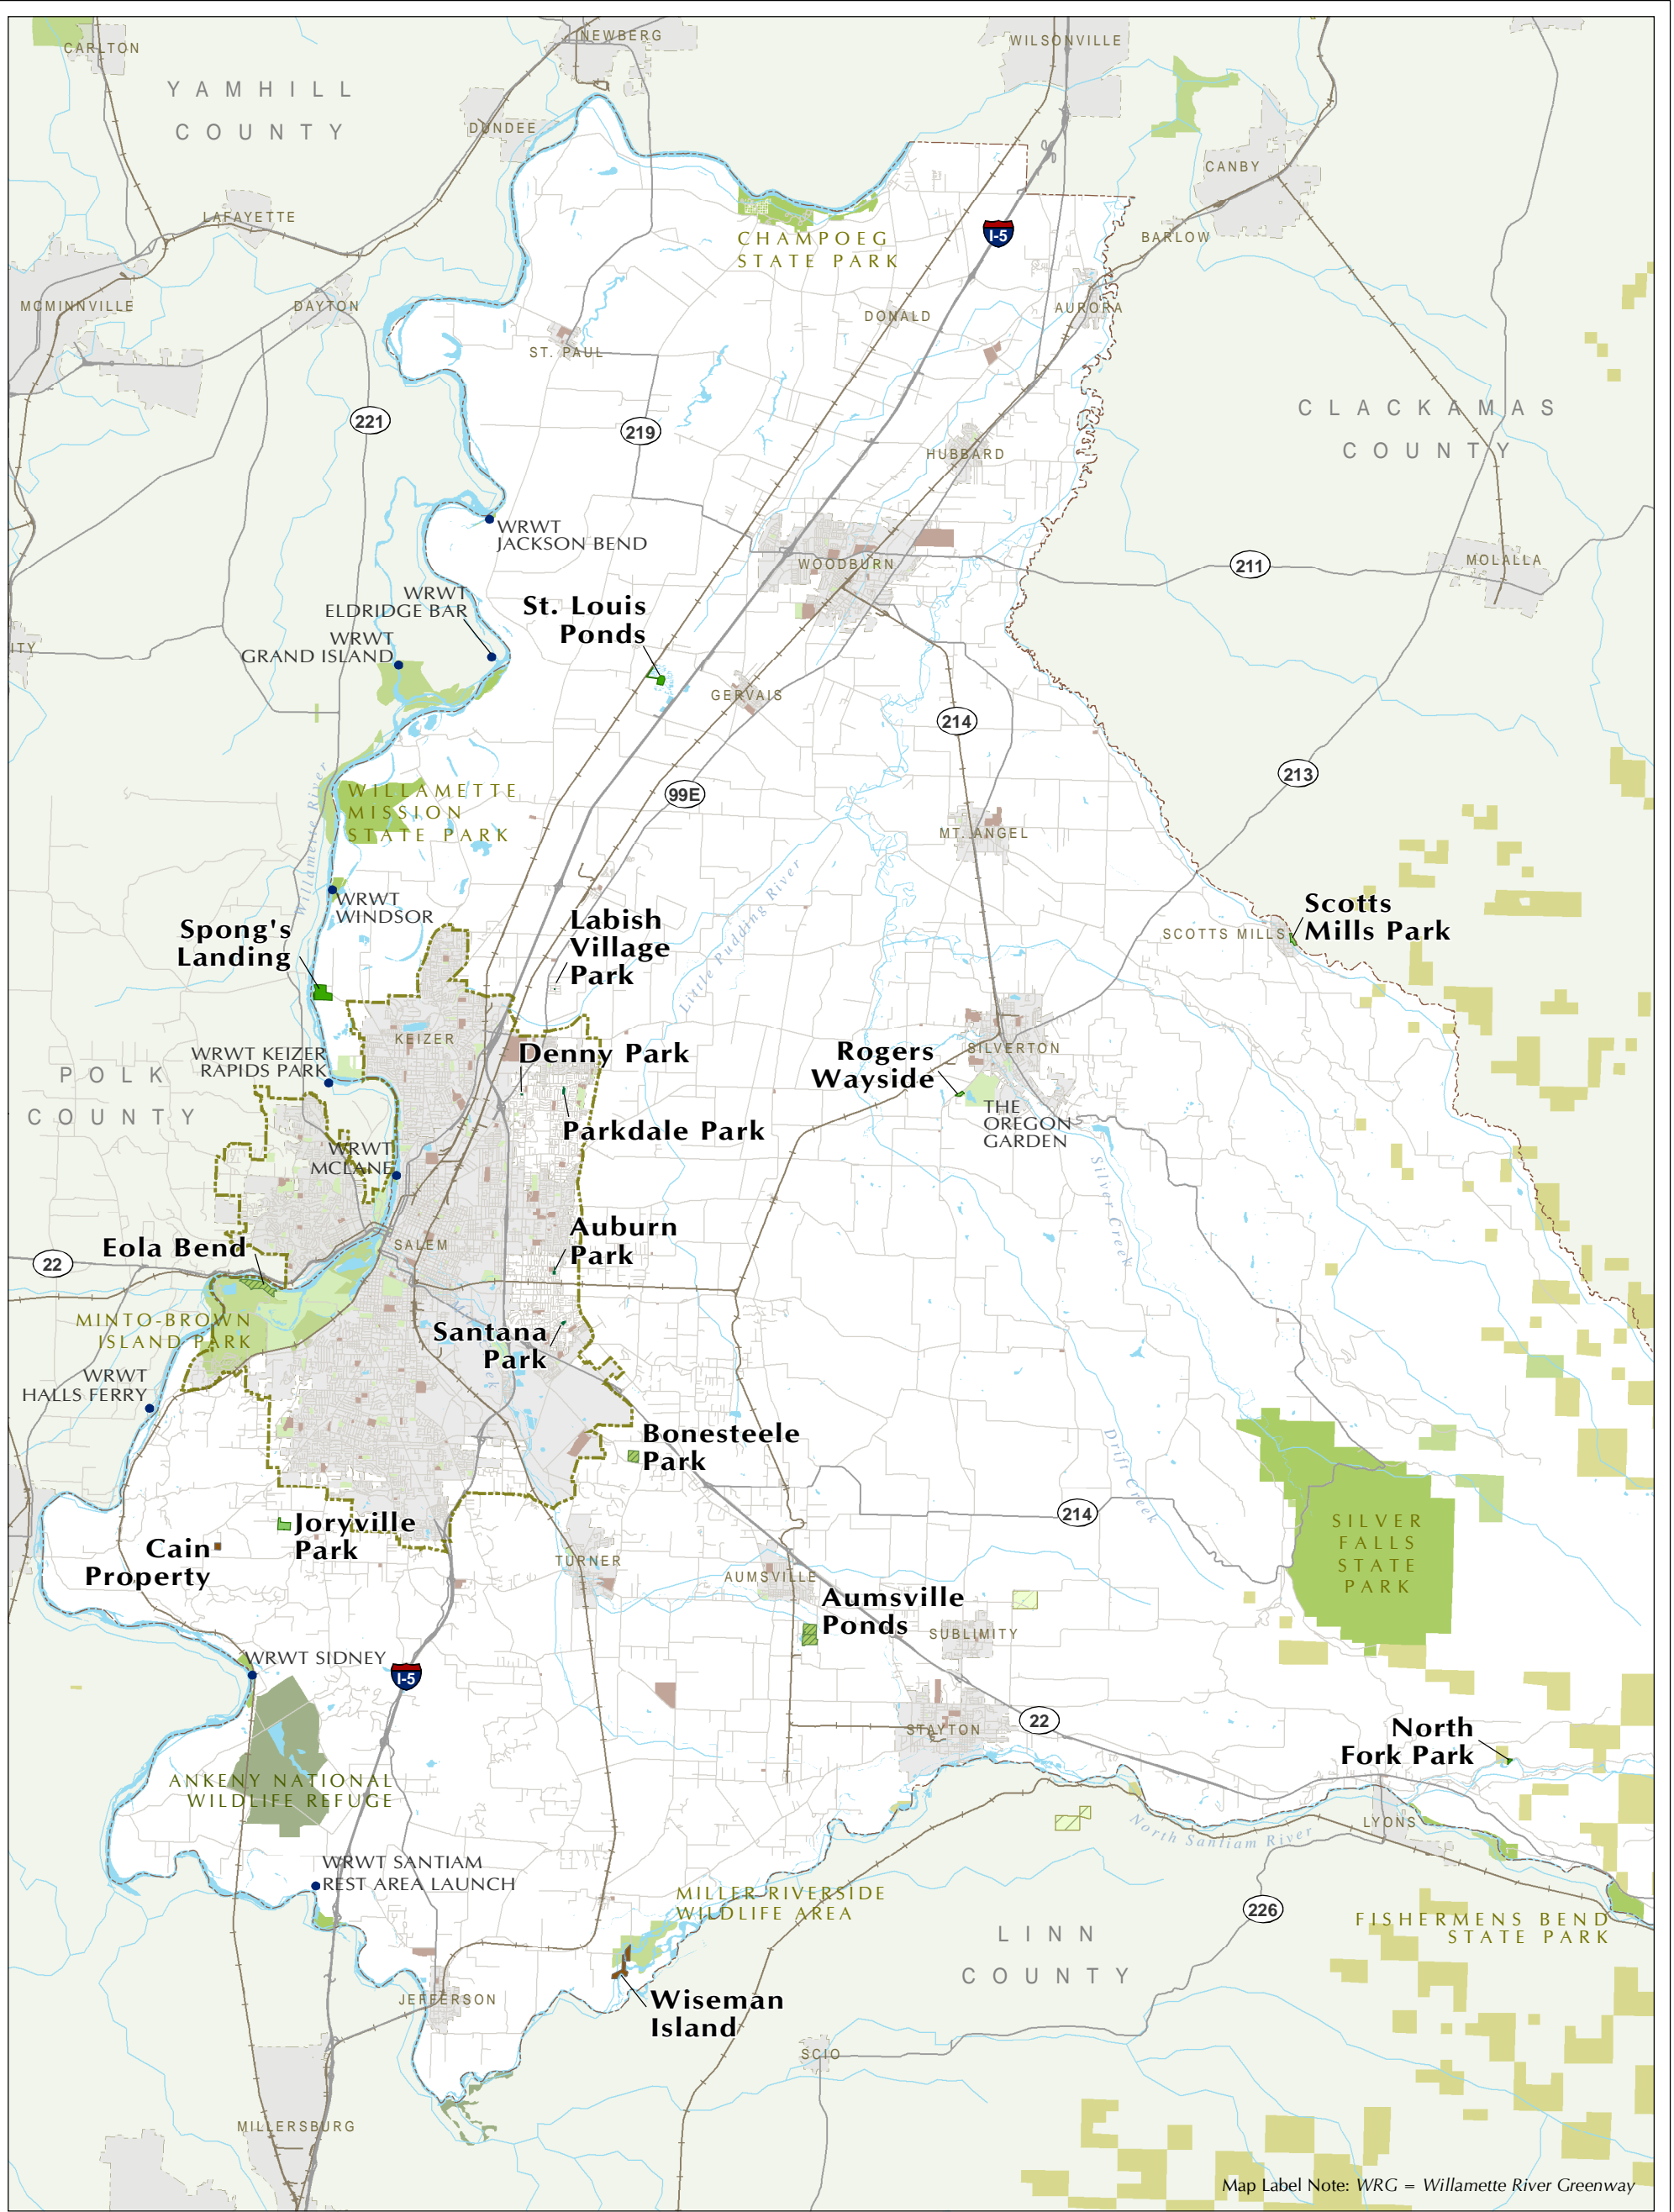 CARLTON
NEWBERG
WILSONVILLE
YAMHILL
COUNTY
DUNDEE
CANBY
LAFAYETTE
BARLOW
CHAMPOEG
STATE PARK
I-5
MCMINNVILLE
DAYTON
DONALD
AURORA
ST. PAUL
221
219
CLACKAMAS
COUNTY
HUBBARD
WRWT
JACKSON BEND
WOODBURN
211
MOLALLA
WRWT
ELDRIDGE BAR
St. Louis
Ponds
WRWT
GRAND ISLAND
ITY
GERVAIS
214
213
Willamette River
WILLAMETTE
MISSION
STATE PARK
99E
MT. ANGEL
WRWT
WINDSOR
Spong's
Landing
Labish
Village
Park
Little Pudding River
SCOTTS MILLS
Scotts
Mills Park
KEIZER
Denny Park
Rogers
Wayside
SILVERTON
WRWT KEIZER
RAPIDS PARK
POLK
COUNTY
Parkdale Park
THE
OREGON
GARDEN
WRWT
MCLANE
Silver Creek
Auburn
Park
Eola Bend
SALEM
22
MINTO-BROWN
ISLAND PARK
Santana
Park
WRWT
HALLS FERRY
Bonesteele
Park
Drift Creek
214
SILVER
FALLS
STATE
PARK
Joryville
Park
Cain
Property
TURNER
AUMSVILLE
Aumsville
Ponds
SUBLIMITY
WRWT SIDNEY
I-5
STAYTON
22
North
Fork Park
ANKENY NATIONAL
WILDLIFE REFUGE
North Santiam River
LYONS
WRWT SANTIAM
REST AREA LAUNCH
MILLER RIVERSIDE
WILDLIFE AREA
226
FISHERMENS BEND
STATE PARK
LINN
COUNTY
JEFFERSON
Wiseman
Island
SCIO
MILLERSBURG
Map Label Note: WRG = Willamette River Greenway